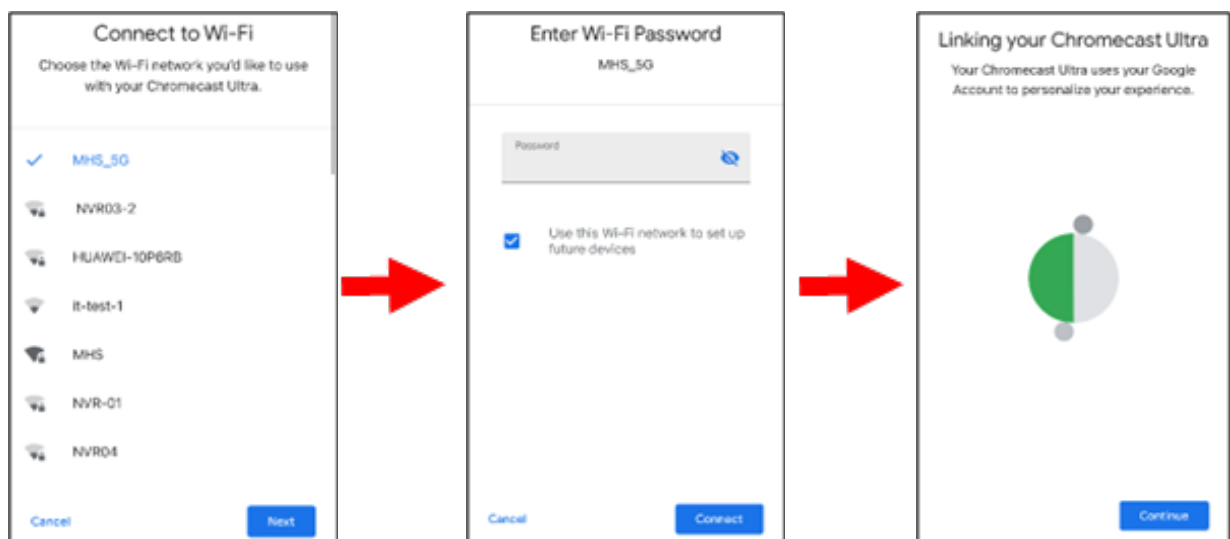 Connect to Wi-Fi
Choose the Wi-Fi network you'd like to use
with your Chromecast Ultra.
MHS_5G
NVR03-2
HUAWEI-10P6RB
it-test-1
MHS
NVR-01
NVR04
Cancel
Next
Enter Wi-Fi Password
MHS_5G
Password
Use this Wi-Fi network to set up
future devices
Cancel
Connect
Linking your Chromecast Ultra
Your Chromecast Ultra uses your Google
Account to personalize your experience.
Continue